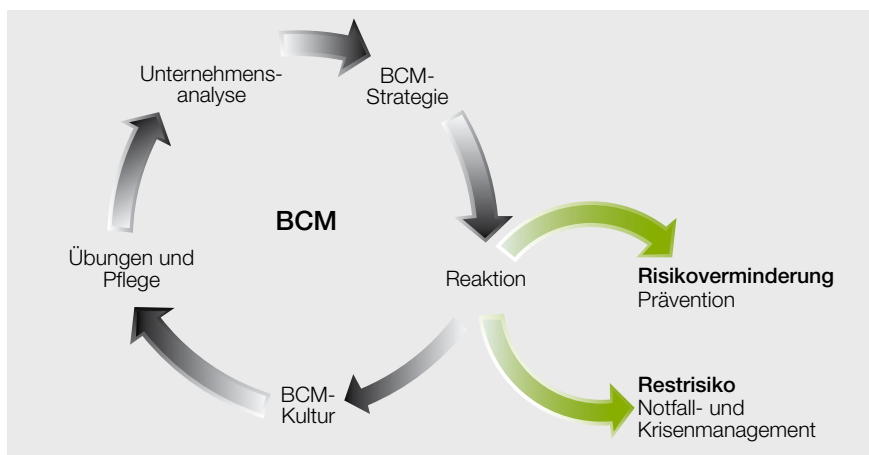 Unternehmens-
analyse
BCM-
Strategie
BCM
Übungen und
Pflege
Reaktion
Risikoverminderung
Prävention
BCM-
Kultur
Restrisiko
Notfall- und
Krisenmanagement